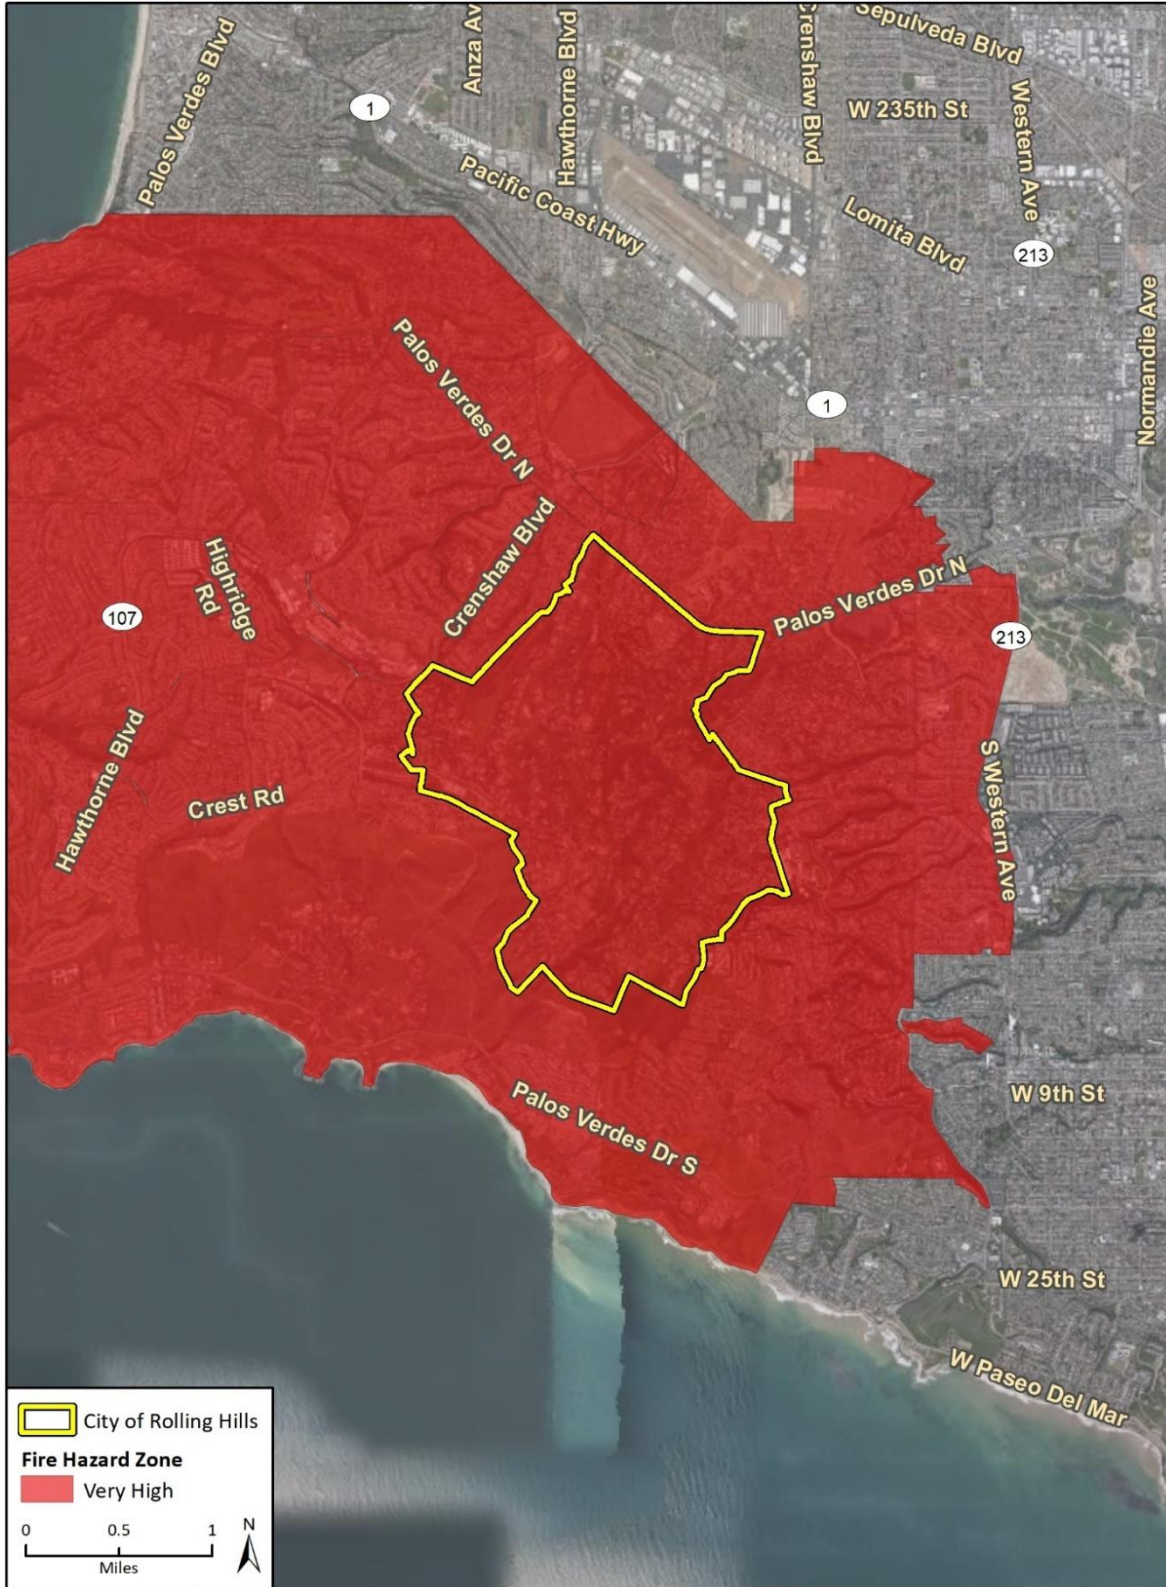 Palos Verdes Blvd
Anza Av
Hawthorne Blvd
Crenshaw Blvd
Sepulveda Blvd
1
W 235th St
Western Ave
Pacific Coast Hwy
Lomita Blvd
213
Normandie Ave
Palos Verdes Dr N
1
Crenshaw Blvd
Highridge
Rd
107
Palos Verdes Dr N
213
Hawthorne Blvd
Crest Rd
S Western Ave
W 9th St
Palos Verdes Dr S
W 25th St
W Paseo Del Mar
City of Rolling Hills
Fire Hazard Zone
Very High
0 0.5 1
Miles
N